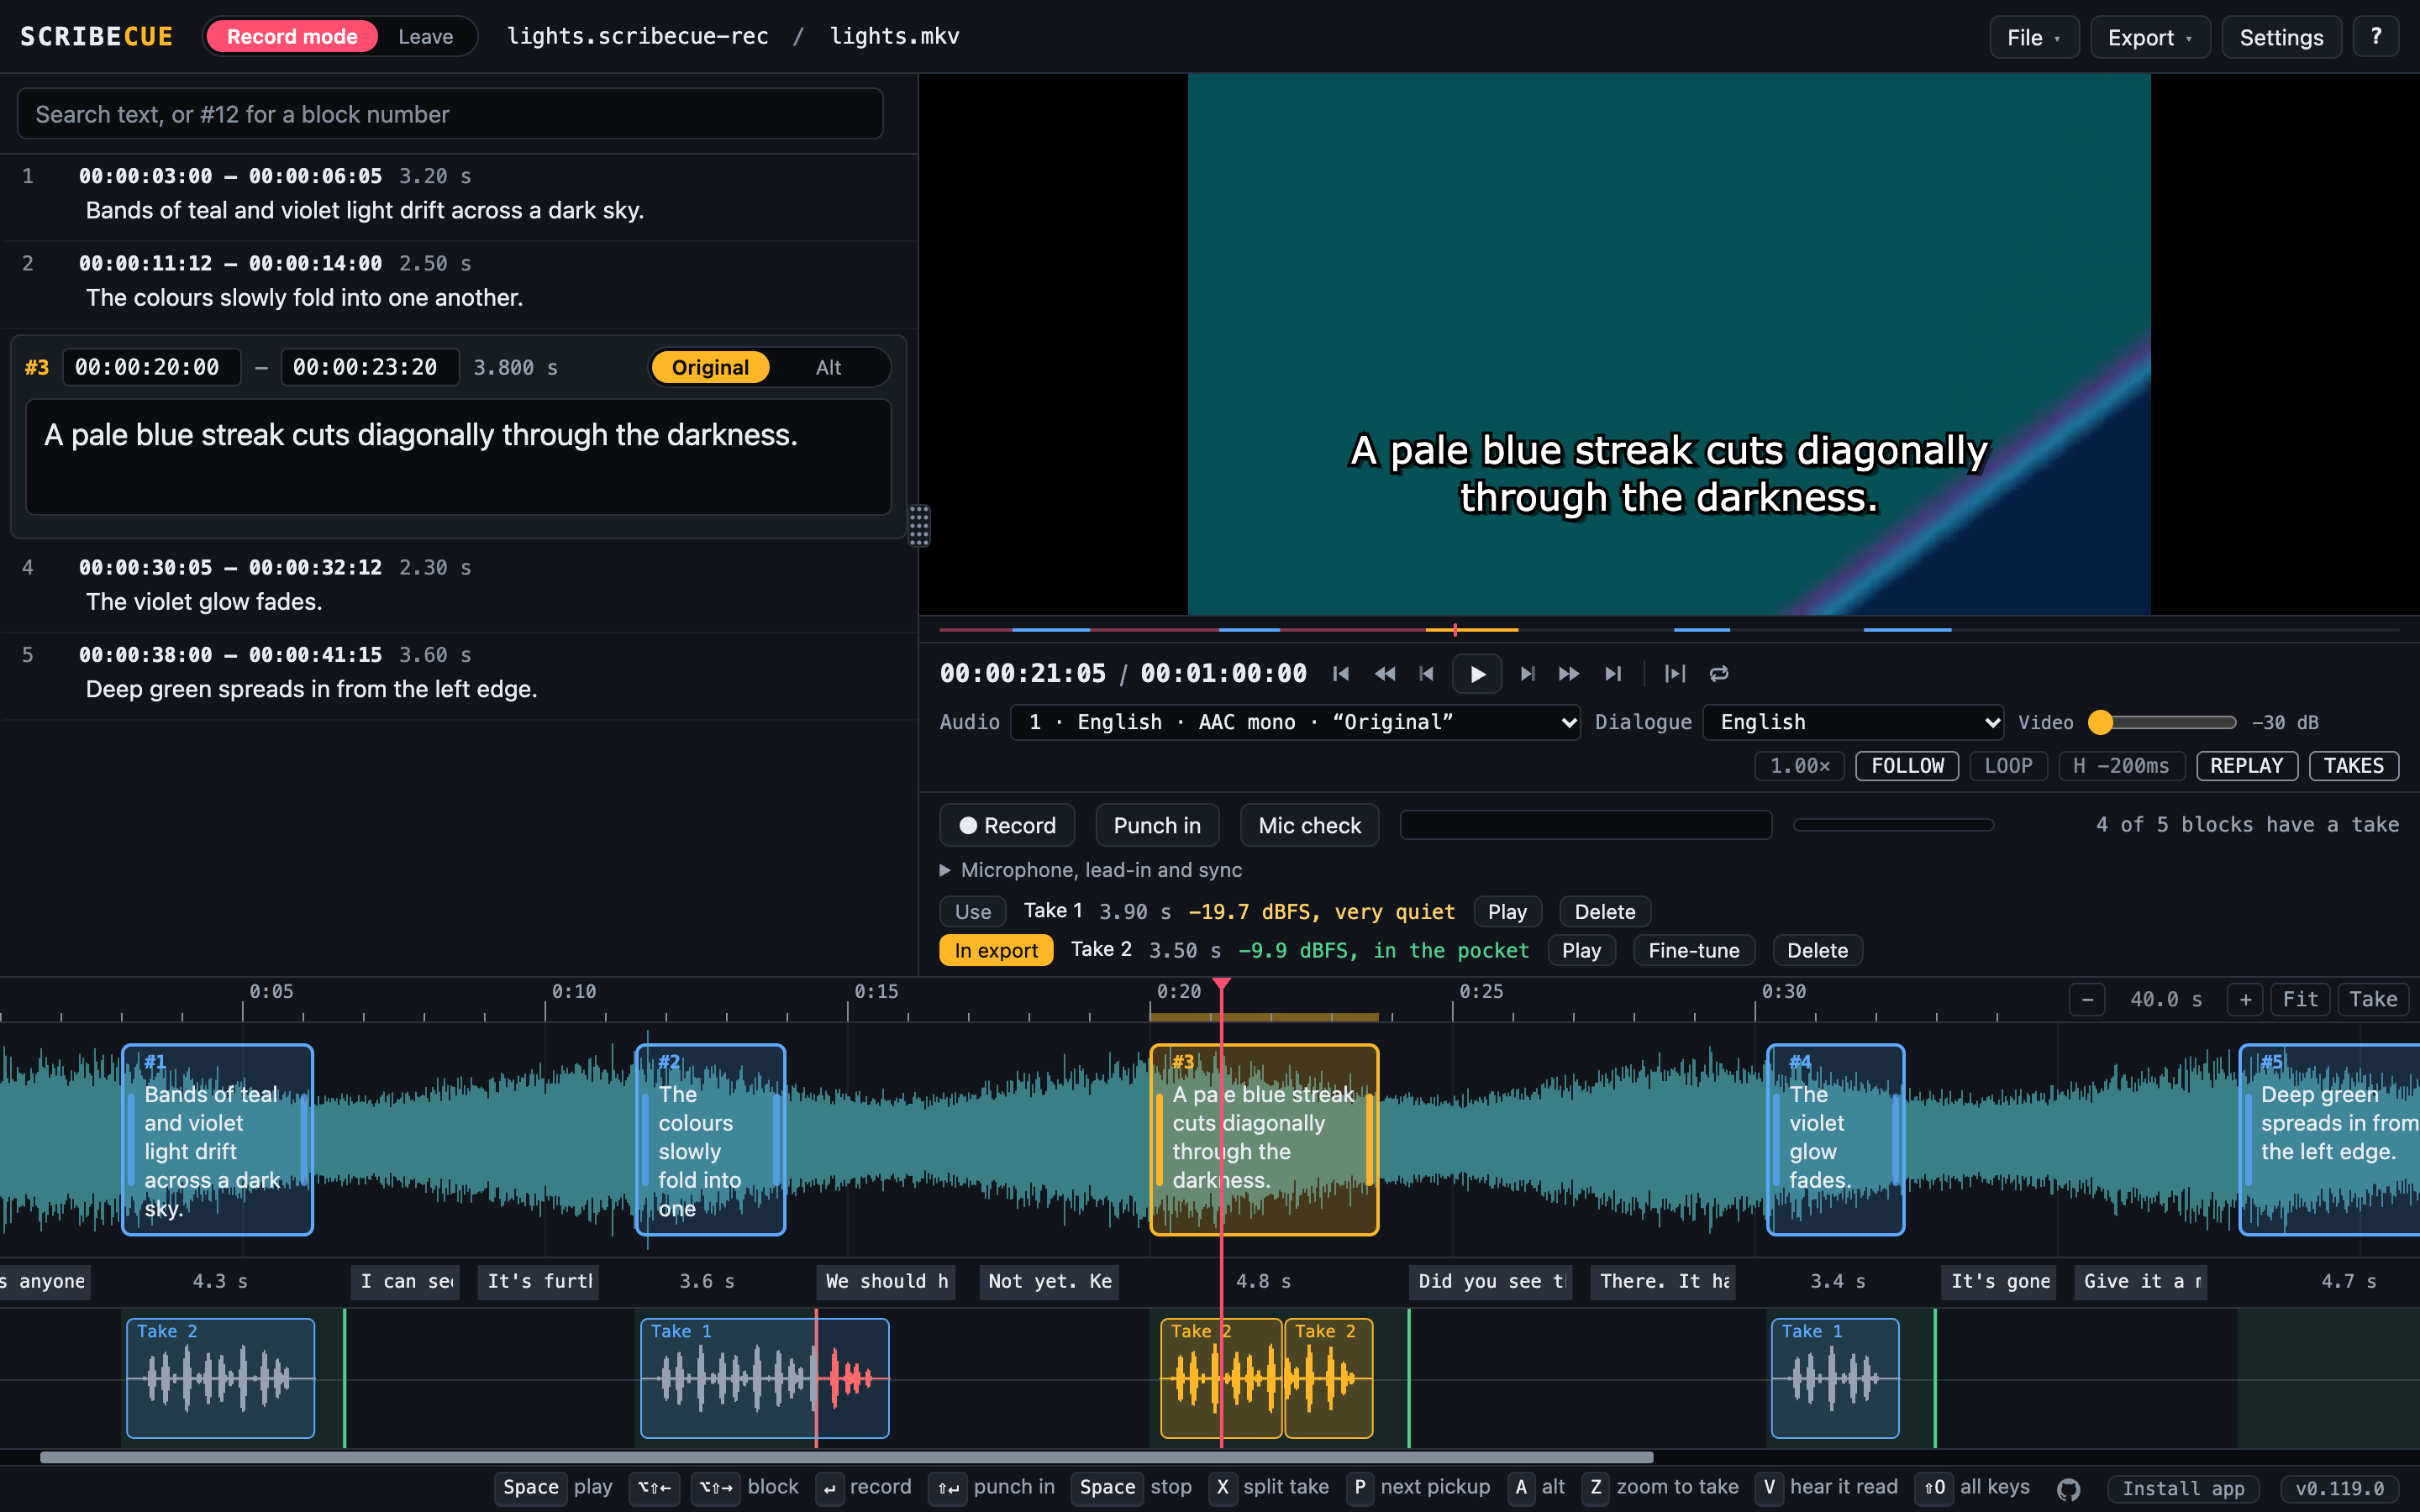 SCRIBECUE Record mode Leave lights.scribecue-rec / lights.mkv File Export Settings ?
Search text, or #12 for a block number
1 00:00:03:00 – 00:00:06:05 3.20 s
Bands of teal and violet light drift across a dark sky.
2 00:00:11:12 – 00:00:14:00 2.50 s
The colours slowly fold into one another.
#3 00:00:20:00 – 00:00:23:20 3.800 s Original Alt
A pale blue streak cuts diagonally through the darkness.
4 00:00:30:05 – 00:00:32:12 2.30 s
The violet glow fades.
5 00:00:38:00 – 00:00:41:15 3.60 s
Deep green spreads in from the left edge.
A pale blue streak cuts diagonally
through the darkness.
00:00:21:05 / 00:01:00:00
Audio 1 · English · AAC mono · “Original” Dialogue English Video −30 dB
1.00× FOLLOW LOOP H −200ms REPLAY TAKES
Record Punch in Mic check 4 of 5 blocks have a take
Microphone, lead-in and sync
Use Take 1 3.90 s −19.7 dBFS, very quiet Play Delete
In export Take 2 3.50 s −9.9 dBFS, in the pocket Play Fine-tune Delete
0:05 0:10 0:15 0:20 0:25 0:30 − 40.0 s + Fit Take
#1
Bands of teal
and violet
light drift
across a dark
sky.
#2
The
colours
slowly
fold into
one
#3
A pale blue streak
cuts diagonally
through the
darkness.
#4
The
violet
glow
fades.
#5
Deep green
spreads in from
the left edge.
s anyone 4.3 s I can see It's furth 3.6 s We should h Not yet. Ke 4.8 s Did you see t There. It ha 3.4 s It's gone Give it a 4.7 s
Take 2 Take 1 Take 2 Take 2 Take 1
Space play ⌥⇧← ⌥⇧→ block ↵ record ⇧↵ punch in Space stop X split take P next pickup A alt Z zoom to take V hear it read ⇧O all keys Install app v0.119.0